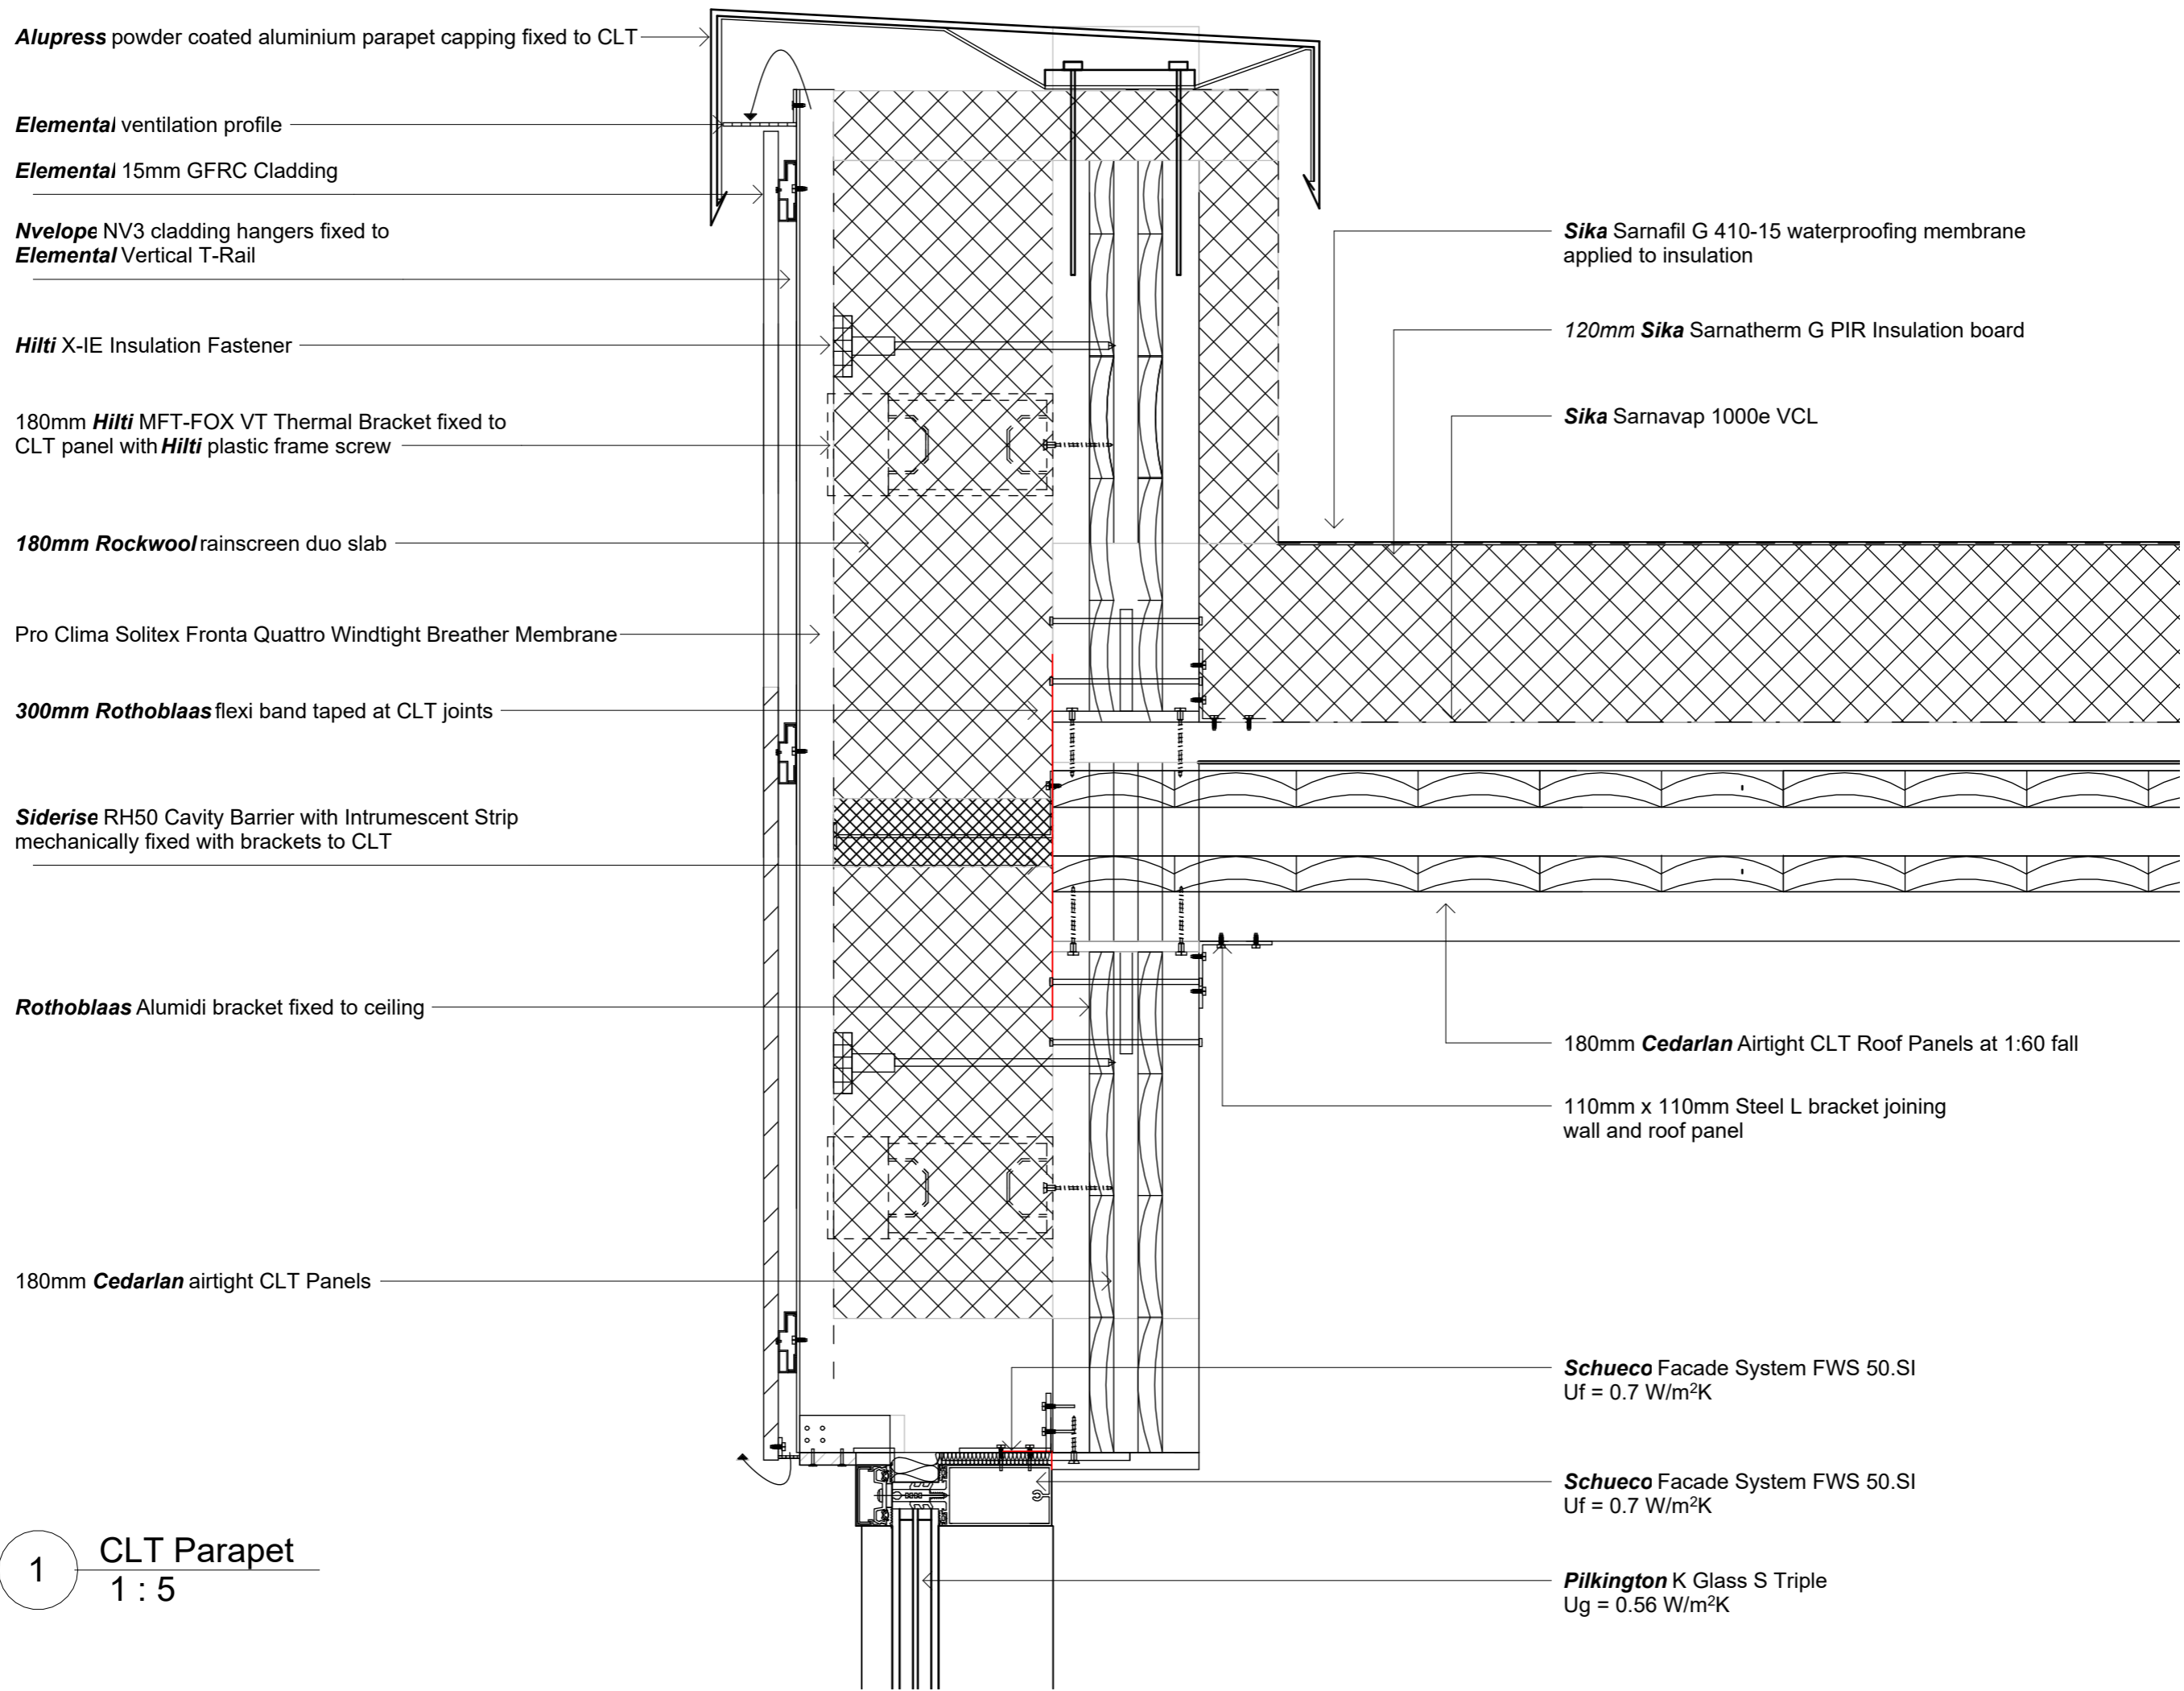 Alupress powder coated aluminium parapet capping fixed to CLT
Elemental ventilation profile
Elemental 15mm GFRC Cladding
Nvelope NV3 cladding hangers fixed to
Elemental Vertical T-Rail
Hilti X-IE Insulation Fastener
180mm Hilti MFT-FOX VT Thermal Bracket fixed to
CLT panel with Hilti plastic frame screw
180mm Rockwool rainscreen duo slab
Pro Clima Solitex Fronta Quattro Windtight Breather Membrane
300mm Rothoblaas flexi band taped at CLT joints
Siderise RH50 Cavity Barrier with Intrumescent Strip
mechanically fixed with brackets to CLT
Rothoblaas Alumidi bracket fixed to ceiling
180mm Cedarlan airtight CLT Panels
Sika Sarnafil G 410-15 waterproofing membrane
applied to insulation
120mm Sika Sarnatherm G PIR Insulation board
Sika Sarnavap 1000e VCL
180mm Cedarlan Airtight CLT Roof Panels at 1:60 fall
110mm x 110mm Steel L bracket joining
wall and roof panel
Schueco Facade System FWS 50.SI
Uf = 0.7 W/m²K
Schueco Facade System FWS 50.SI
Uf = 0.7 W/m²K
Pilkington K Glass S Triple
Ug = 0.56 W/m²K
1
CLT Parapet
1 : 5